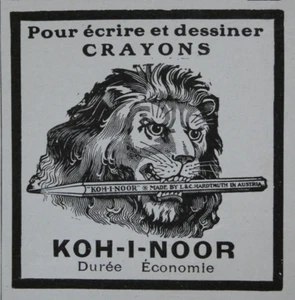 Pour écrire et dessiner
CRAYONS
"KOH-I-NOOR" MADE BY L.&C. HARDTMUTH IN AUSTRIA.
KOH-I-NOOR
Durée Économie